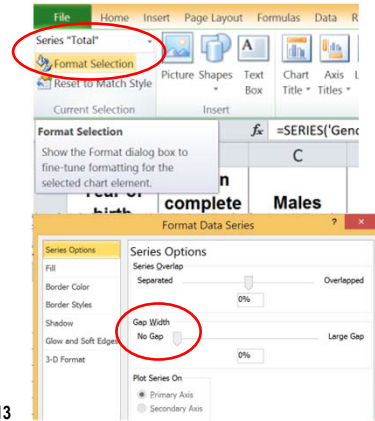 File Home Insert Page Layout Formulas Data R
Series "Total"
Format Selection
Reset to Match Style
Current Selection
Picture Shapes Text Box
Insert
Chart Title Axis Titles L
Format Selection
Show the Format dialog box to
fine-tune formatting for the
selected chart element.
fx =SERIES('Gend
C
Year of
birth
n
complete
Males
Format Data Series ? ×
Series Options
Fill
Border Color
Border Styles
Shadow
Glow and Soft Edges
3-D Format
Series Options
Series Overlap
Separated Overlapped
0%
Gap Width
No Gap Large Gap
0%
Plot Series On
Primary Axis
Secondary Axis
13